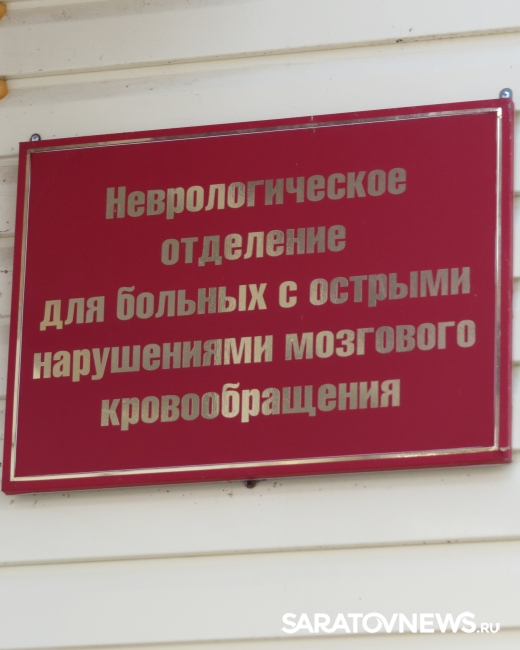 Неврологическое
отделение
для больных с острыми
нарушениями мозгового
кровообращения
SARATOVNEWS.RU